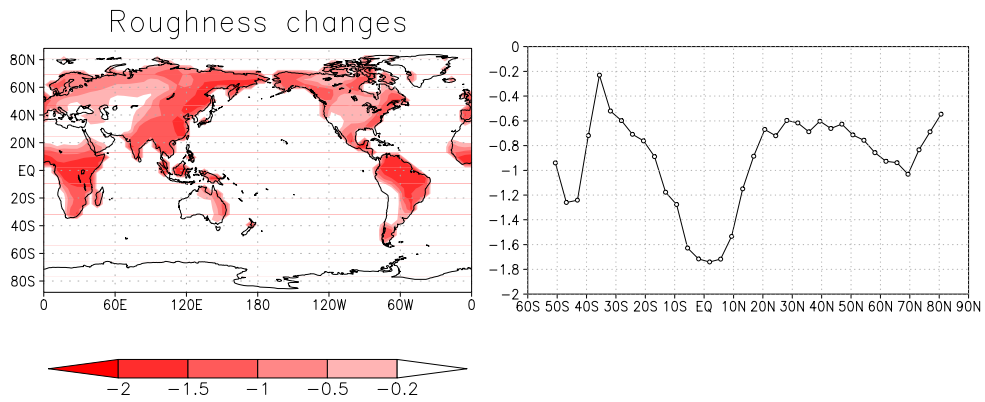 Roughness changes
80N
60N
40N
20N
EQ
20S
40S
60S
80S
0 60E 120E 180 120W 60W 0
−2 −1.5 −1 −0.5 −0.2
0
−0.2
−0.4
−0.6
−0.8
−1
−1.2
−1.4
−1.6
−1.8
−2
60S 50S 40S 30S 20S 10S EQ 10N 20N 30N 40N 50N 60N 70N 80N 90N